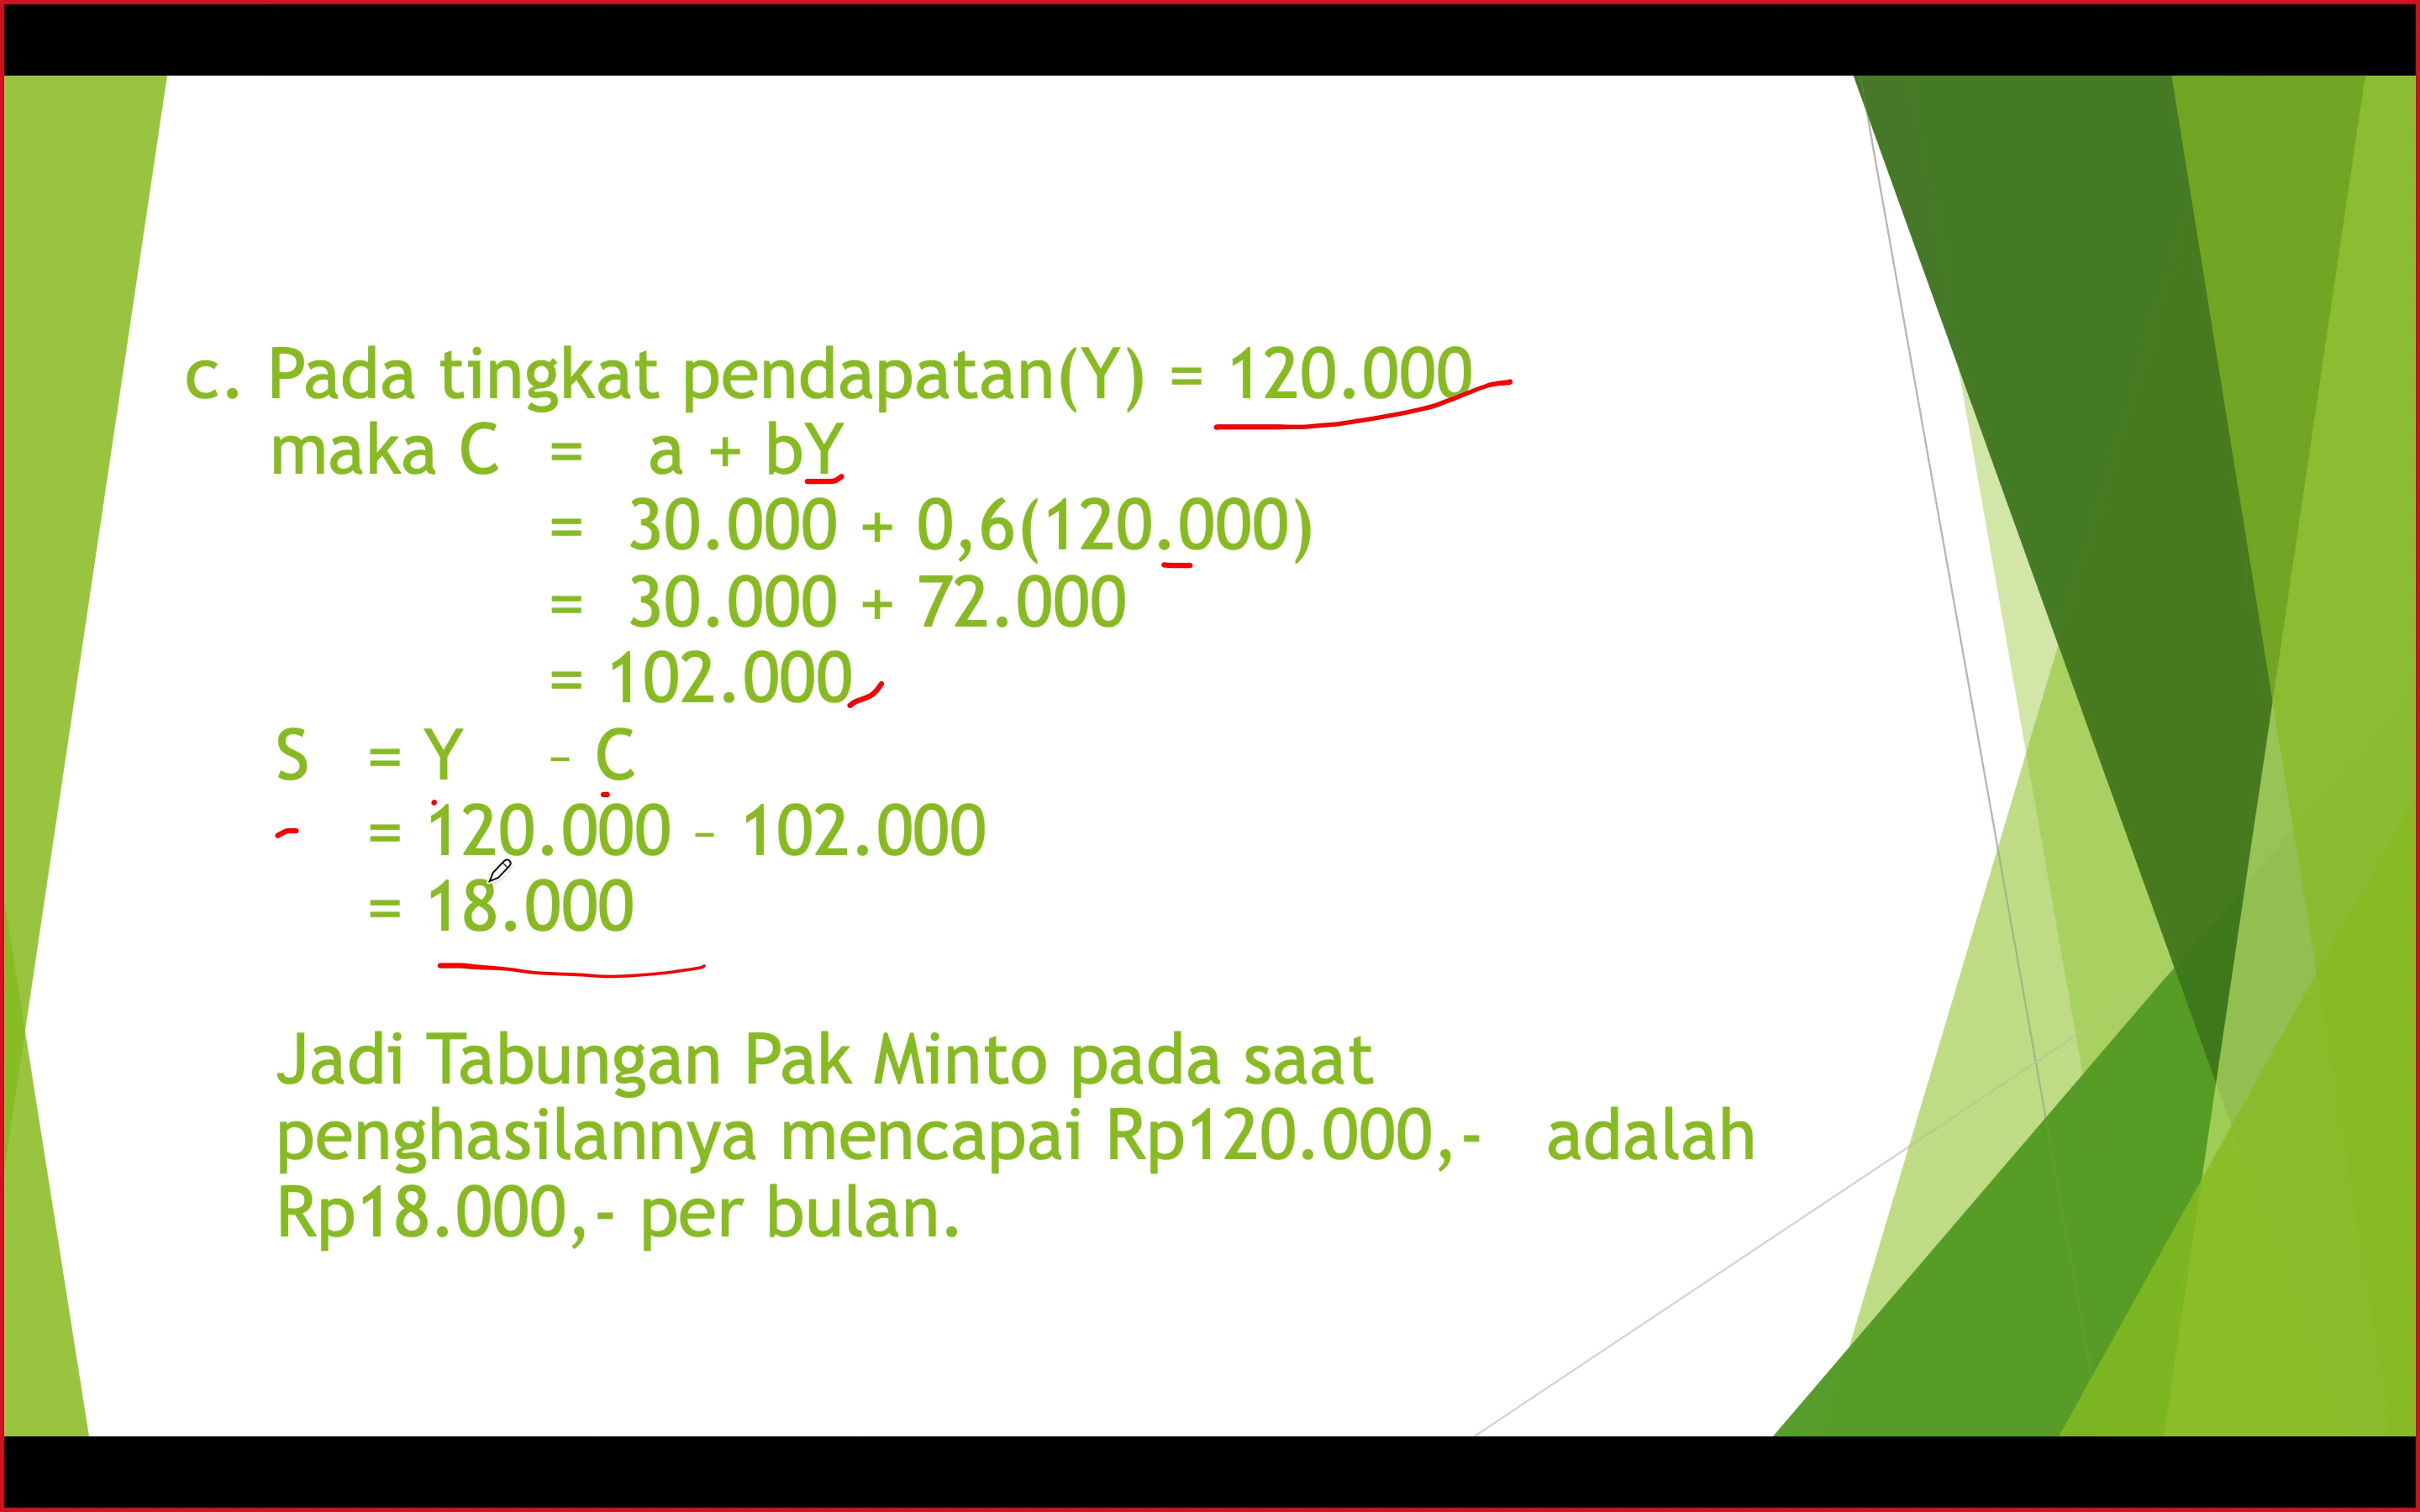 c. Pada tingkat pendapatan(Y) = 120.000
maka C = a + bY
= 30.000 + 0,6(120.000)
= 30.000 + 72.000
= 102.000
S = Y - C
= 120.000 - 102.000
= 18.000
Jadi Tabungan Pak Minto pada saat
penghasilannya mencapai Rp120.000,- adalah
Rp18.000,- per bulan.